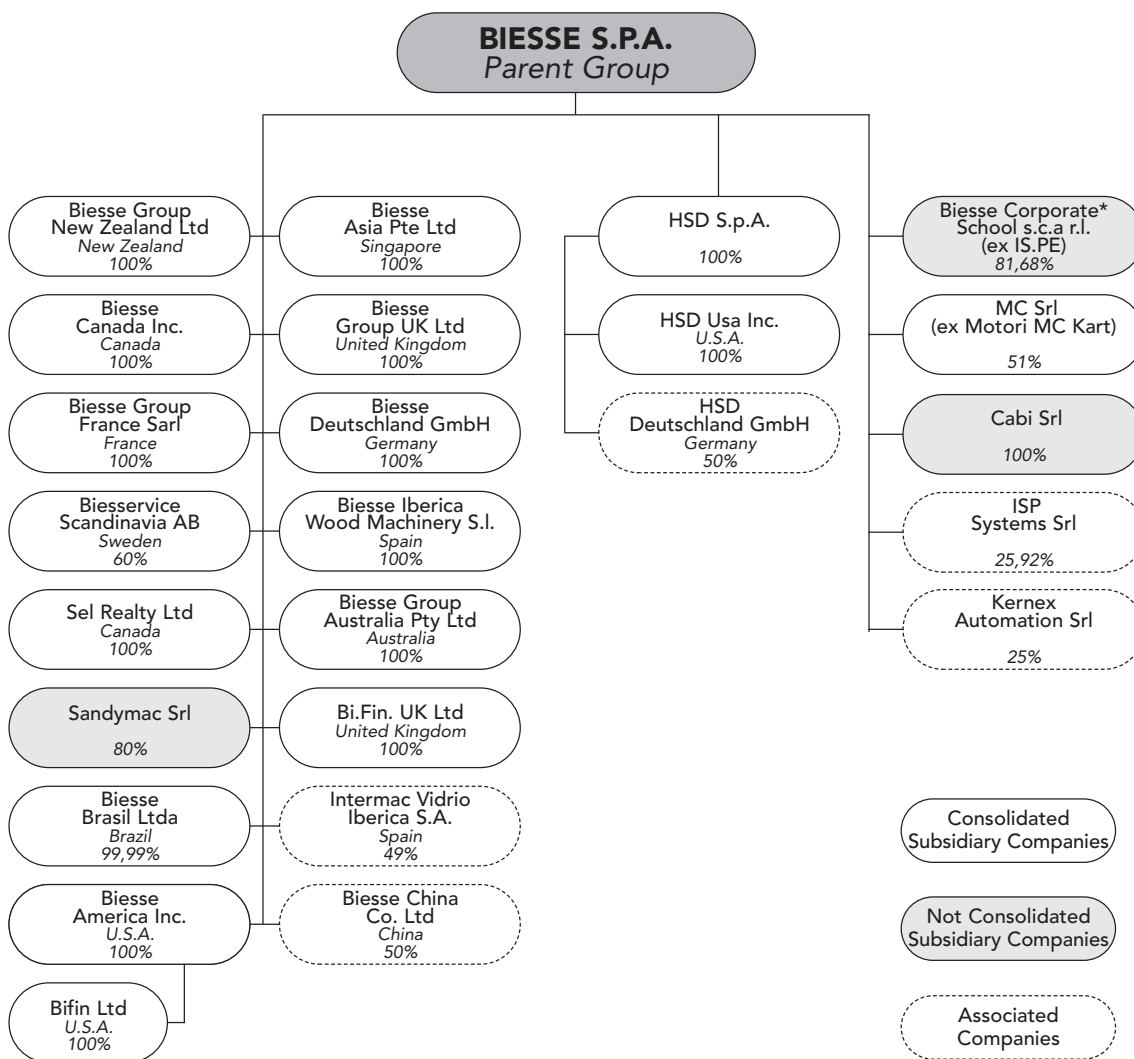 BIESSE S.P.A.
Parent Group
Biesse Group
New Zealand Ltd
New Zealand
100%
Biesse
Asia Pte Ltd
Singapore
100%
HSD S.p.A.
100%
Biesse Corporate*
School s.c.a r.l.
(ex IS.PE)
81,68%
Biesse
Canada Inc.
Canada
100%
Biesse
Group UK Ltd
United Kingdom
100%
HSD Usa Inc.
U.S.A.
100%
MC Srl
(ex Motori MC Kart)
51%
Biesse Group
France Sarl
France
100%
Biesse
Deutschland GmbH
Germany
100%
HSD
Deutschland GmbH
Germany
50%
Cabi Srl
100%
Biesservice
Scandinavia AB
Sweden
60%
Biesse Iberica
Wood Machinery S.l.
Spain
100%
ISP
Systems Srl
25,92%
Sel Realty Ltd
Canada
100%
Biesse Group
Australia Pty Ltd
Australia
100%
Kernex
Automation Srl
25%
Sandymac Srl
80%
Bi.Fin. UK Ltd
United Kingdom
100%
Biesse
Brasil Ltda
Brazil
99,99%
Intermac Vidrio
Iberica S.A.
Spain
49%
Consolidated
Subsidiary Companies
Biesse
America Inc.
U.S.A.
100%
Biesse China
Co. Ltd
China
50%
Not Consolidated
Subsidiary Companies
Bifin Ltd
U.S.A.
100%
Associated
Companies